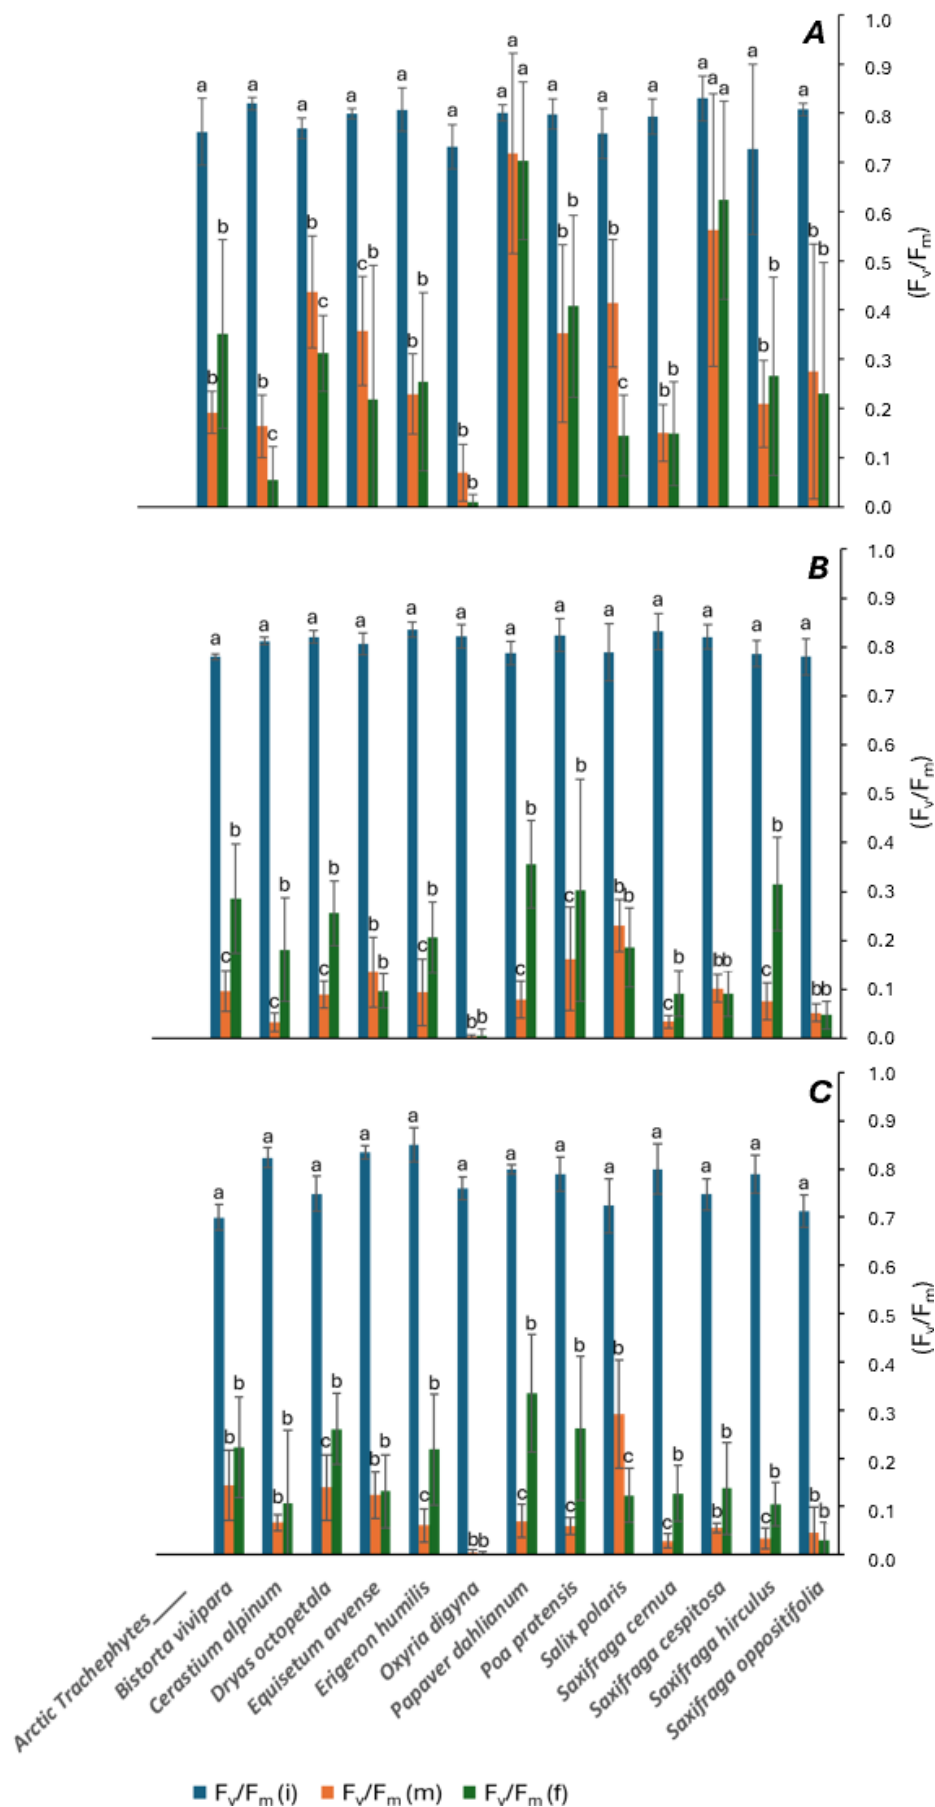 A
1.0
0.9
0.8
0.7
0.6
0.5
0.4
0.3
0.2
0.1
0.0
(Fv/Fm)
a b b
a b c
a b c
a c b
a b b
a b b
a a a
a b b
a b c
a b b
a a a
a b b
a b b
B
1.0
0.9
0.8
0.7
0.6
0.5
0.4
0.3
0.2
0.1
0.0
(Fv/Fm)
a c b
a c b
a c b
a b b
a c b
a b b
a c b
a c b
a b b
a c b
a b b
a c b
a b b
C
1.0
0.9
0.8
0.7
0.6
0.5
0.4
0.3
0.2
0.1
0.0
(Fv/Fm)
a b b
a b b
a c b
a b b
a c b
a b b
a c b
a c b
a b c
a c b
a b b
a c b
a b b
Arctic Trachephytes
Bistorta vivipara
Cerastium alpinum
Dryas octopetala
Equisetum arvense
Erigeron humilis
Oxyria digyna
Papaver dahlianum
Poa pratensis
Salix polaris
Saxifraga cernua
Saxifraga cespitosa
Saxifraga hirculus
Saxifraga oppositifolia
Fv/Fm (i) Fv/Fm (m) Fv/Fm (f)